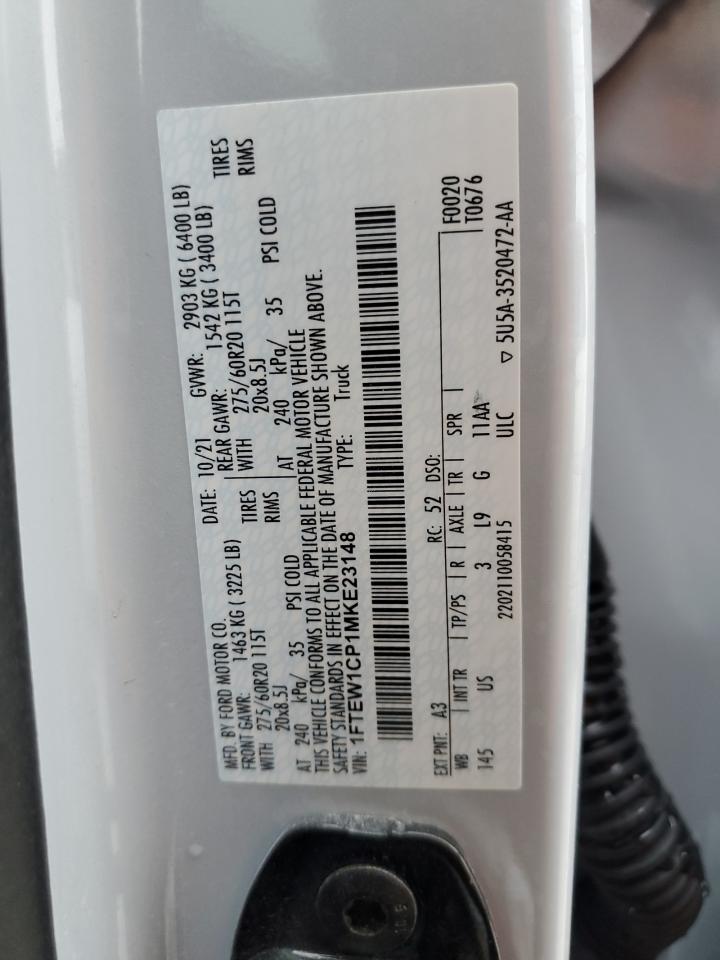 MFD. BY FORD MOTOR CO. DATE: 10/21 GVWR: 2903 KG ( 6400 LB)
FRONT GAWR: 1463 KG ( 3225 LB) REAR GAWR: 1542 KG ( 3400 LB)
WITH 275/60R20 115T TIRES WITH 275/60R20 115T TIRES
20x8.5J RIMS 20x8.5J RIMS
AT 240 kPa/ 35 PSI COLD AT 240 kPa/ 35 PSI COLD
THIS VEHICLE CONFORMS TO ALL APPLICABLE FEDERAL MOTOR VEHICLE
SAFETY STANDARDS IN EFFECT ON THE DATE OF MANUFACTURE SHOWN ABOVE.
VIN: 1FTEW1CP1MKE23148 TYPE: Truck
EXT PNT: A3 RC: 52 DSO: F0020
WB | INT TR | TP/PS | R | AXLE | TR | SPR | T0676
145 US 3 L9 G 11AA
2202110058415 ULC ▽ 5U5A-3520472-AA
10.9